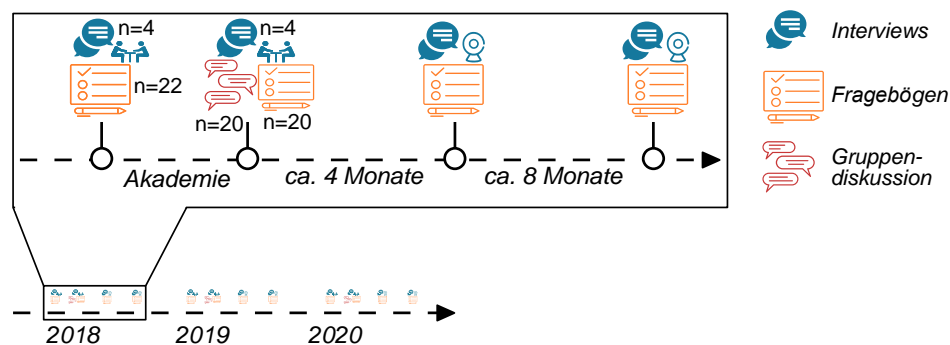 n=4
n=4
n=22
n=20
n=20
Akademie
ca. 4 Monate
ca. 8 Monate
Interviews
Fragebögen
Gruppen-
diskussion
2018
2019
2020